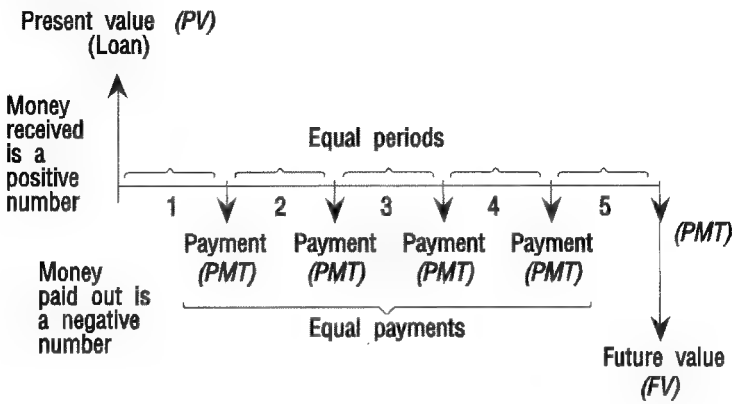 Present value (PV)
(Loan)
Money
received
is a
positive
number
Equal periods
1 2 3 4 5
Payment Payment Payment Payment (PMT)
(PMT) (PMT) (PMT) (PMT)
Money
paid out is
a negative
number
Equal payments
Future value
(FV)